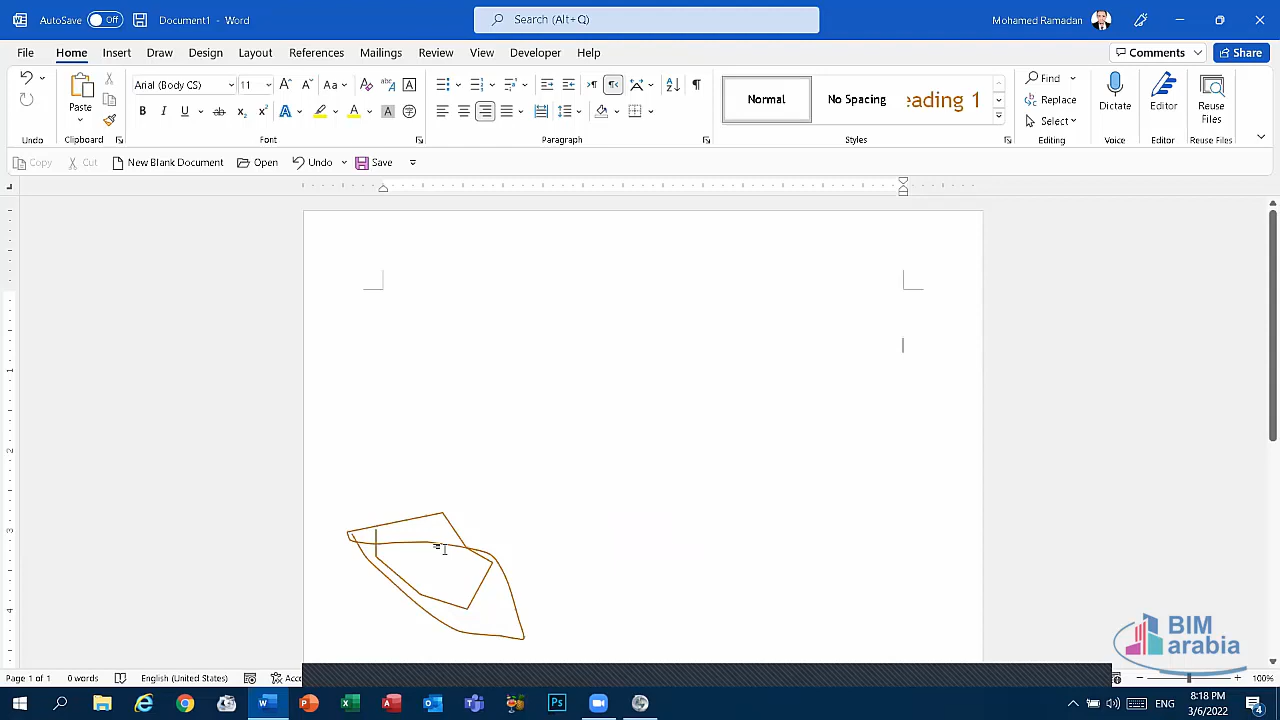 AutoSave Off Document1 - Word Search (Alt+Q) Mohamed Ramadan
File Home Insert Draw Design Layout References Mailings Review View Developer Help Comments Share
Arial (Body CS) 11 Normal No Spacing eading 1 Find
Paste Replace Dictate Editor Reuse Files
Select
Undo Clipboard Font Paragraph Styles Editing Voice Editor Reuse Files
Copy Cut New Blank Document Open Undo Save
BIM
arabia
Page 1 of 1 0 words English (United States) Acce 100%
8:18 PM
ENG
3/6/2022